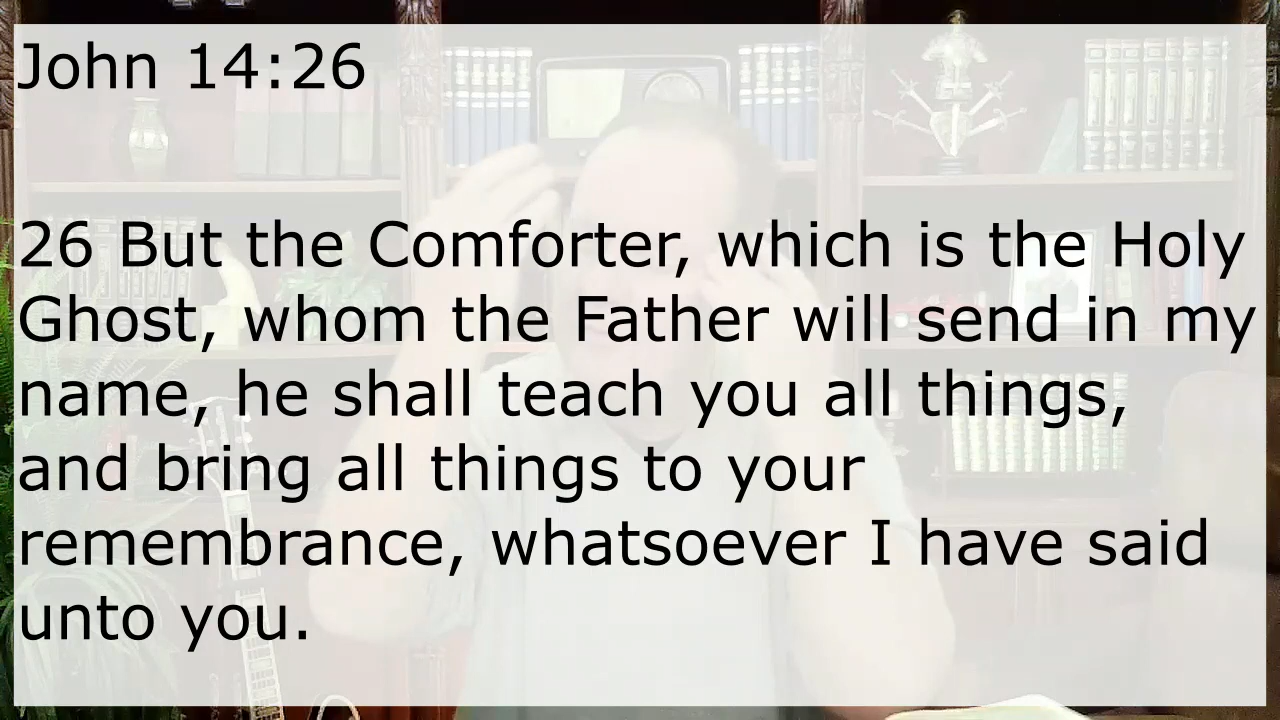 John 14:26
26 But the Comforter, which is the Holy
Ghost, whom the Father will send in my
name, he shall teach you all things,
and bring all things to your
remembrance, whatsoever I have said
unto you.